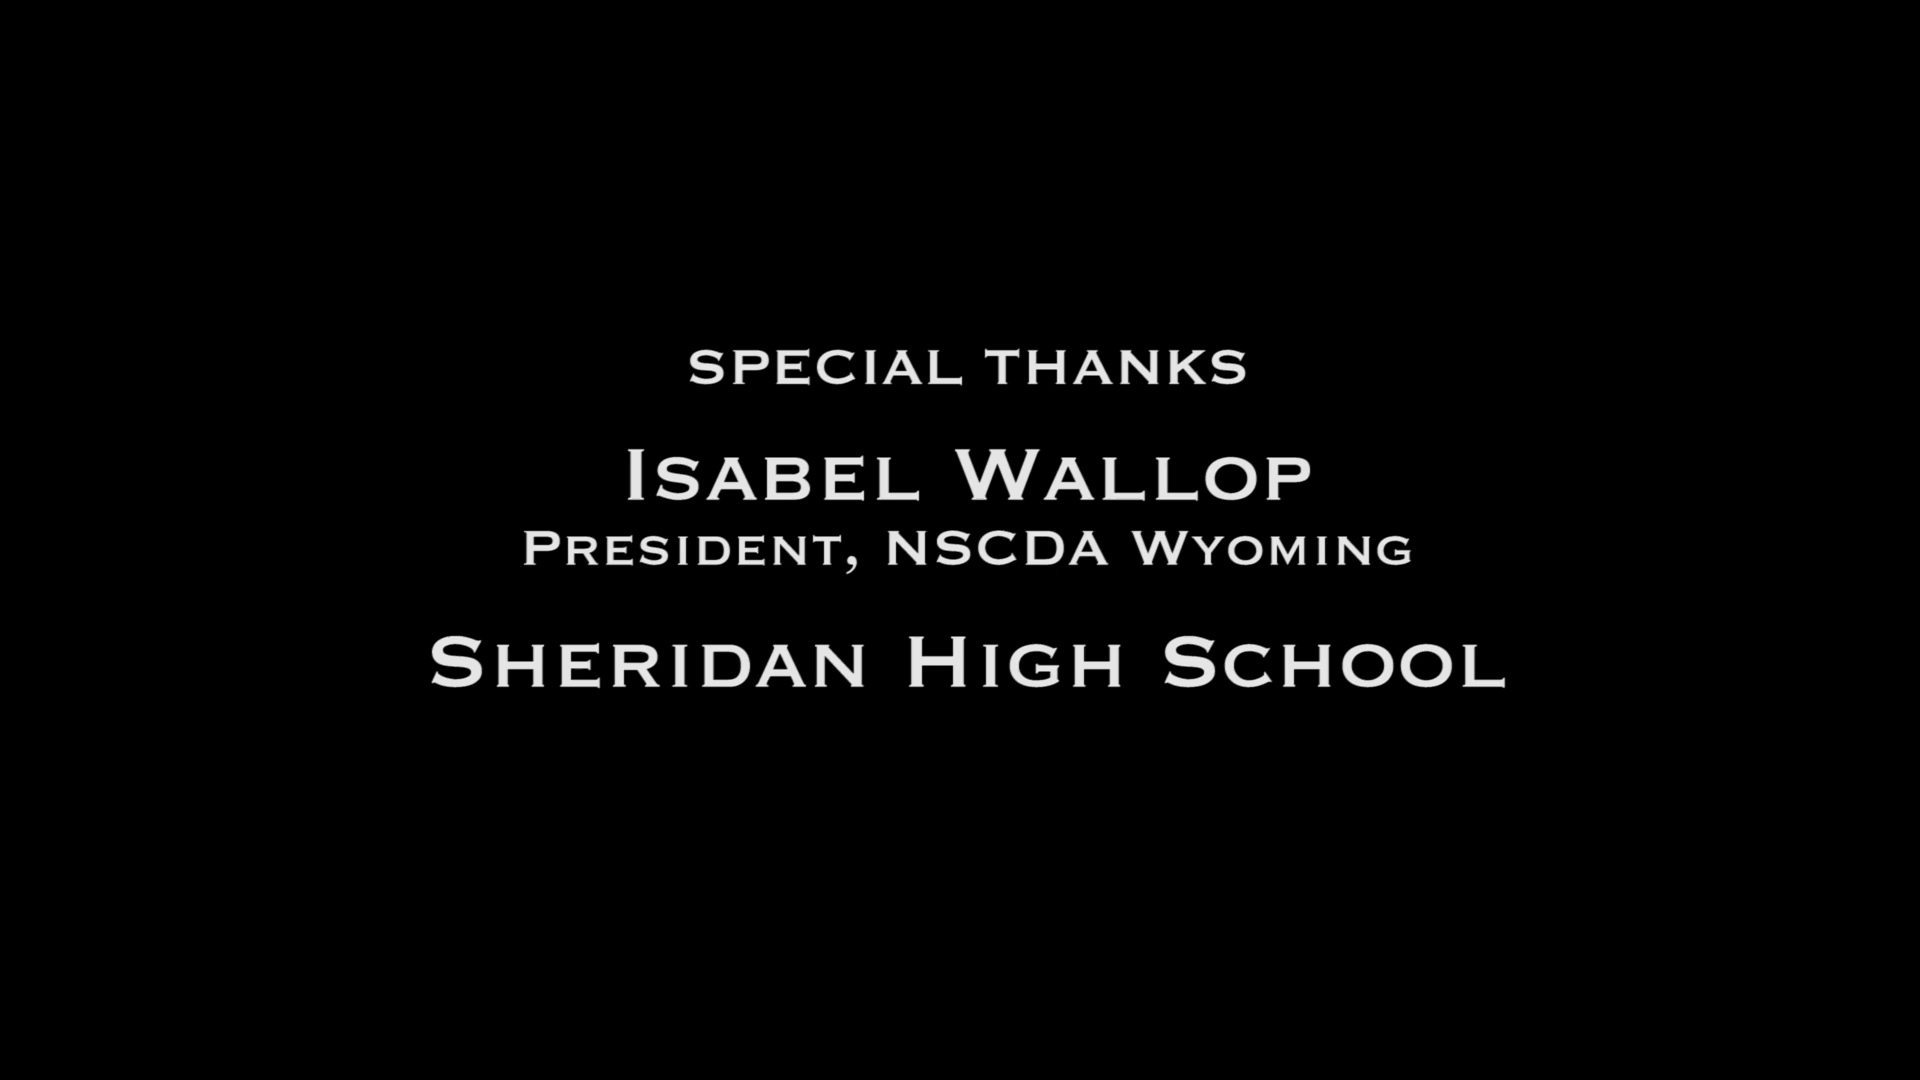 SPECIAL THANKS
ISABEL WALLOP
PRESIDENT, NSCDA WYOMING
SHERIDAN HIGH SCHOOL